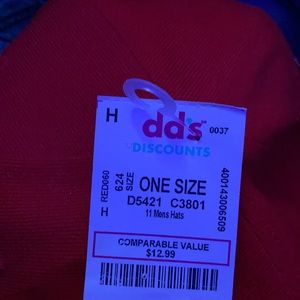 H
dd's
0037
DISCOUNTS
RED060
H
624
SIZE
ONE SIZE
D5421 C3801
11 Mens Hats
400143006509
COMPARABLE VALUE
$12.99